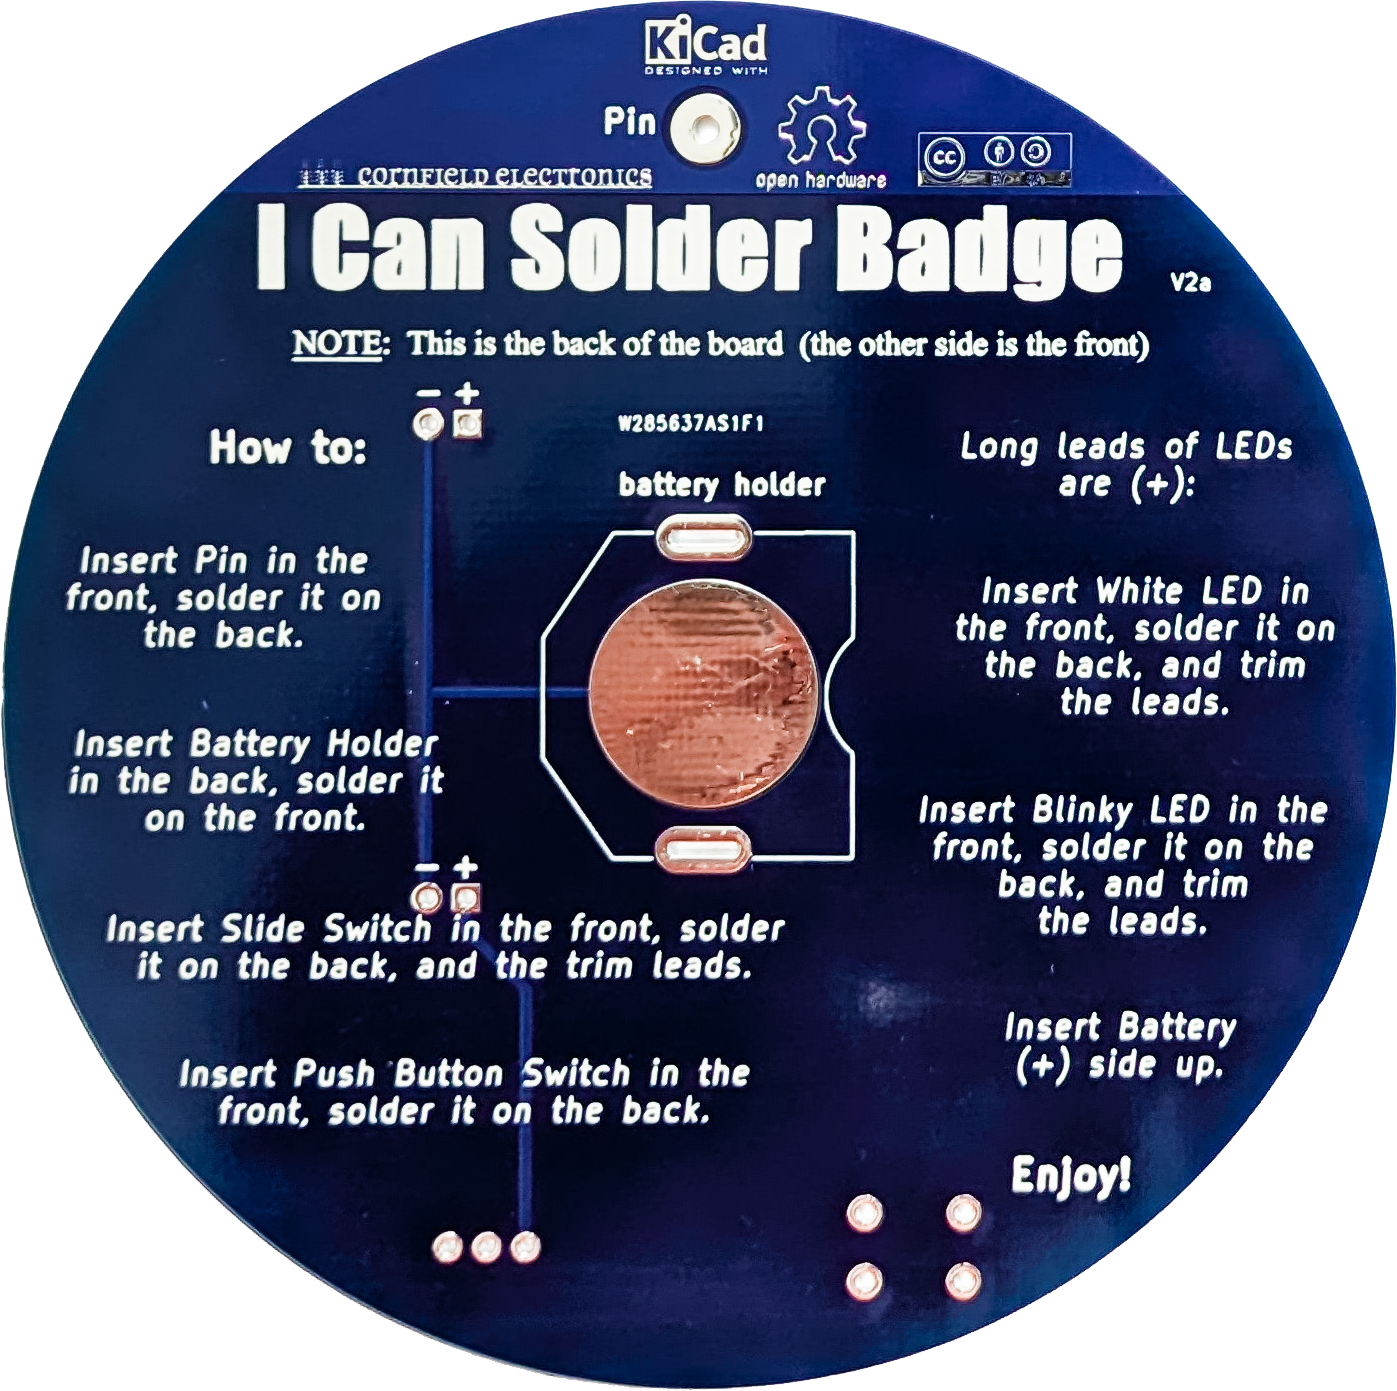 KiCad
DESIGNED WITH
Pin
open hardware
cc
CORNFIELD ELECTRONICS
I Can Solder Badge
V2a
NOTE: This is the back of the board (the other side is the front)
- +
W285637AS1F1
battery holder
How to:
Insert Pin in the
front, solder it on
the back.
Insert Battery Holder
in the back, solder it
on the front.
- +
Insert Slide Switch in the front, solder
it on the back, and the trim leads.
Insert Push Button Switch in the
front, solder it on the back.
Long leads of LEDs
are (+):
Insert White LED in
the front, solder it on
the back, and trim
the leads.
Insert Blinky LED in the
front, solder it on the
back, and trim
the leads.
Insert Battery
(+) side up.
Enjoy!